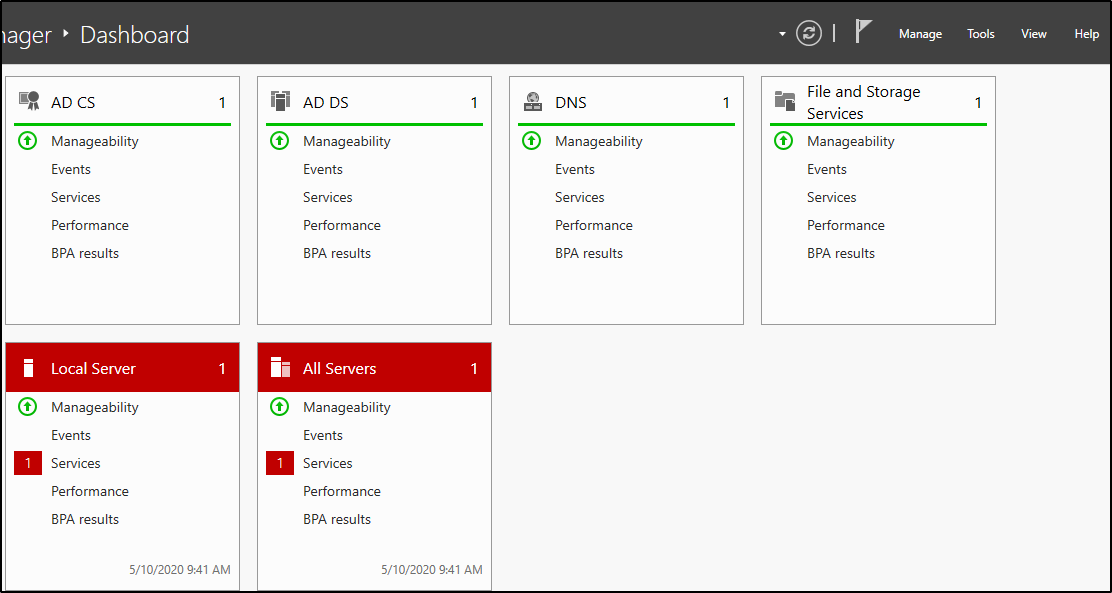 Dashboard
Manage Tools View Help
AD CS 1
Manageability
Events
Services
Performance
BPA results
AD DS 1
Manageability
Events
Services
Performance
BPA results
DNS 1
Manageability
Events
Services
Performance
BPA results
File and Storage
Services 1
Manageability
Events
Services
Performance
BPA results
Local Server 1
Manageability
Events
1 Services
Performance
BPA results
5/10/2020 9:41 AM
All Servers 1
Manageability
Events
1 Services
Performance
BPA results
5/10/2020 9:41 AM